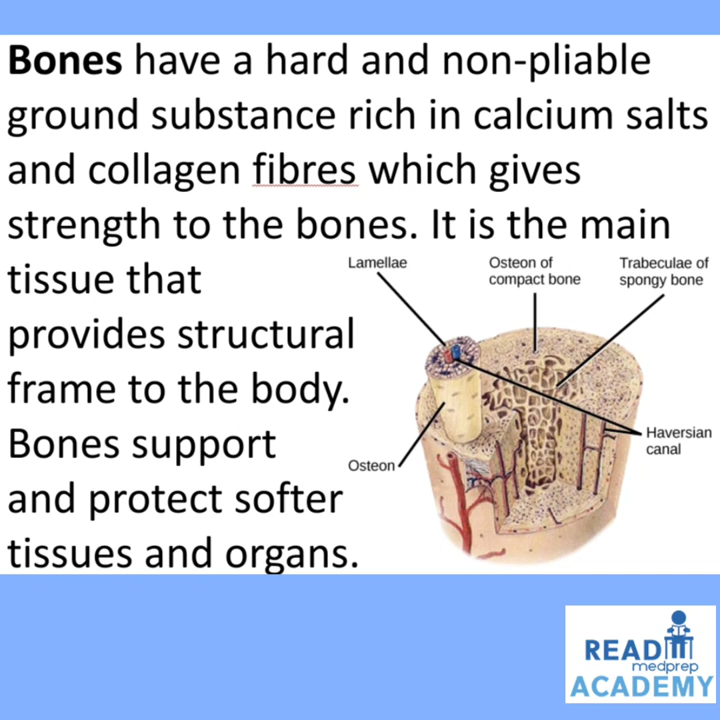 Bones have a hard and non-pliable
ground substance rich in calcium salts
and collagen fibres which gives
strength to the bones. It is the main
tissue that
provides structural
frame to the body.
Bones support
and protect softer
tissues and organs.
Lamellae
Osteon of
compact bone
Trabeculae of
spongy bone
Haversian
canal
Osteon
READ
medprep
ACADEMY